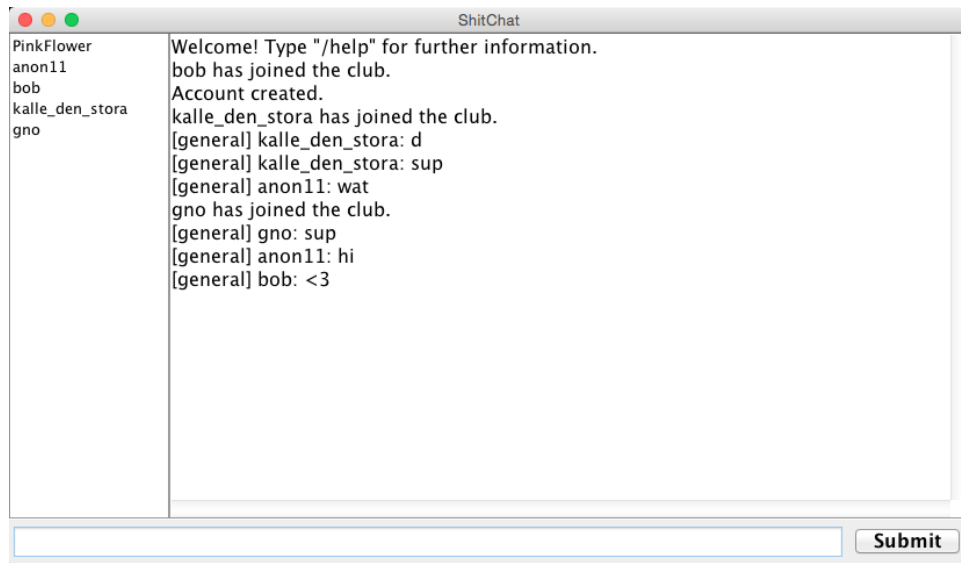 ShitChat
PinkFlower
anon11
bob
kalle_den_stora
gno
Welcome! Type "/help" for further information.
bob has joined the club.
Account created.
kalle_den_stora has joined the club.
[general] kalle_den_stora: d
[general] kalle_den_stora: sup
[general] anon11: wat
gno has joined the club.
[general] gno: sup
[general] anon11: hi
[general] bob: <3
Submit